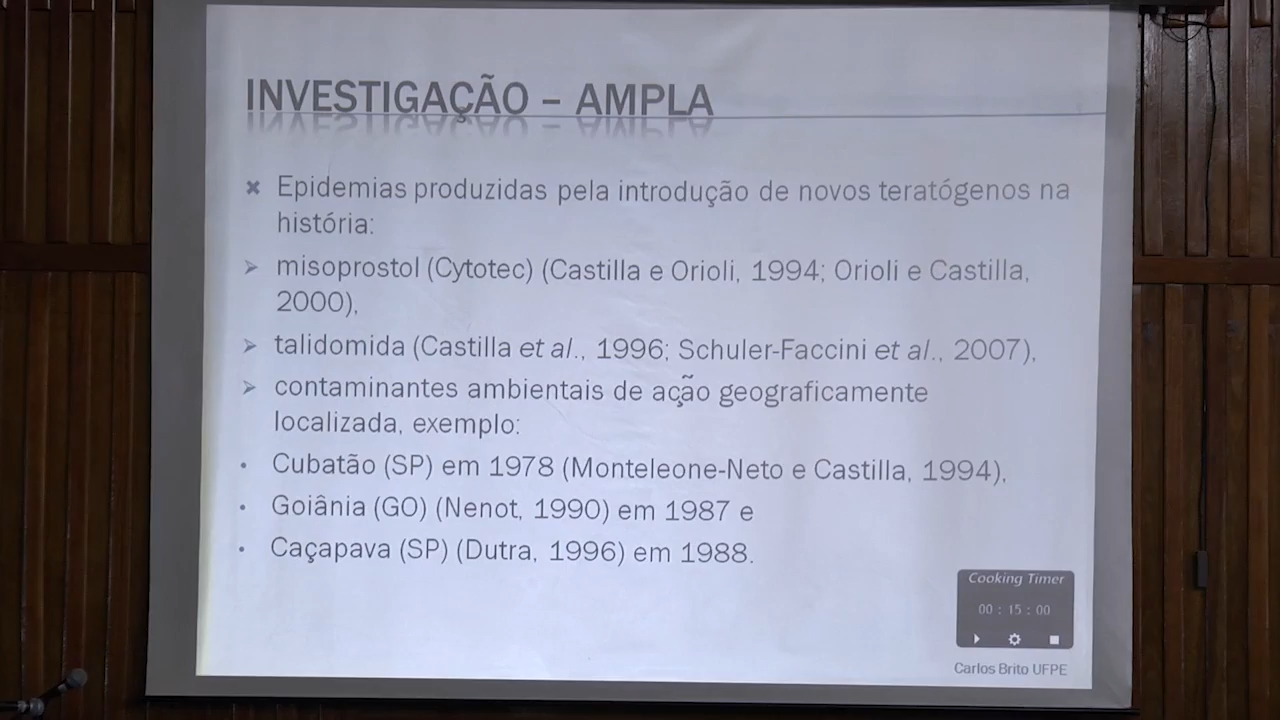 INVESTIGAÇÃO – AMPLA
Epidemias produzidas pela introdução de novos teratógenos na
história:
misoprostol (Cytotec) (Castilla e Orioli, 1994; Orioli e Castilla,
2000),
talidomida (Castilla et al., 1996; Schuler-Faccini et al., 2007),
contaminantes ambientais de ação geograficamente
localizada, exemplo:
• Cubatão (SP) em 1978 (Monteleone-Neto e Castilla, 1994),
• Goiânia (GO) (Nenot, 1990) em 1987 e
• Caçapava (SP) (Dutra, 1996) em 1988.
Cooking Timer
00 : 15 : 00
Carlos Brito UFPE